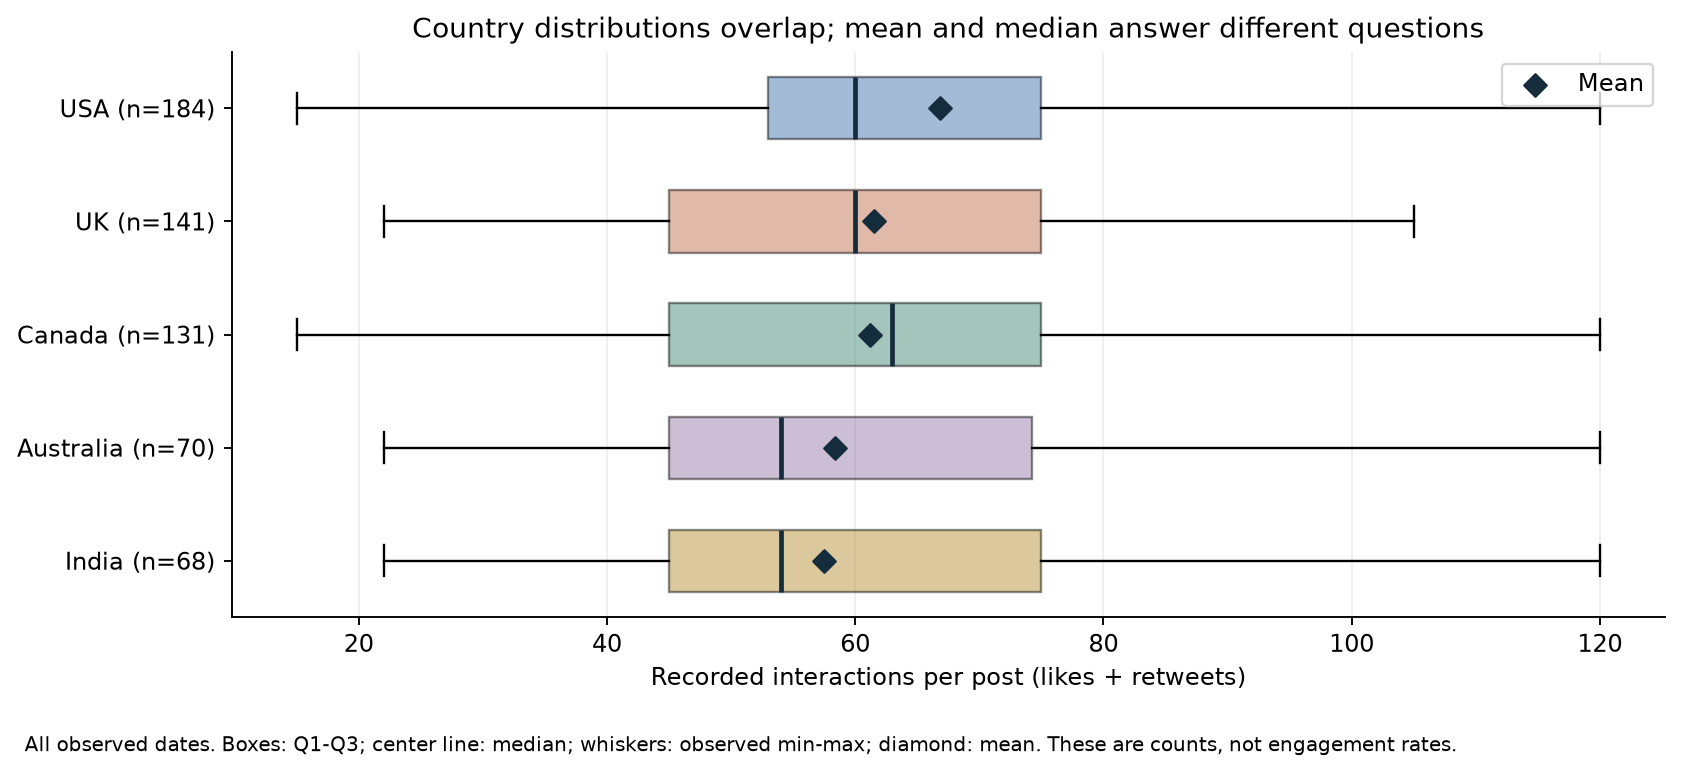 Country distributions overlap; mean and median answer different questions
Mean
USA (n=184)
UK (n=141)
Canada (n=131)
Australia (n=70)
India (n=68)
20 40 60 80 100 120
Recorded interactions per post (likes + retweets)
All observed dates. Boxes: Q1-Q3; center line: median; whiskers: observed min-max; diamond: mean. These are counts, not engagement rates.